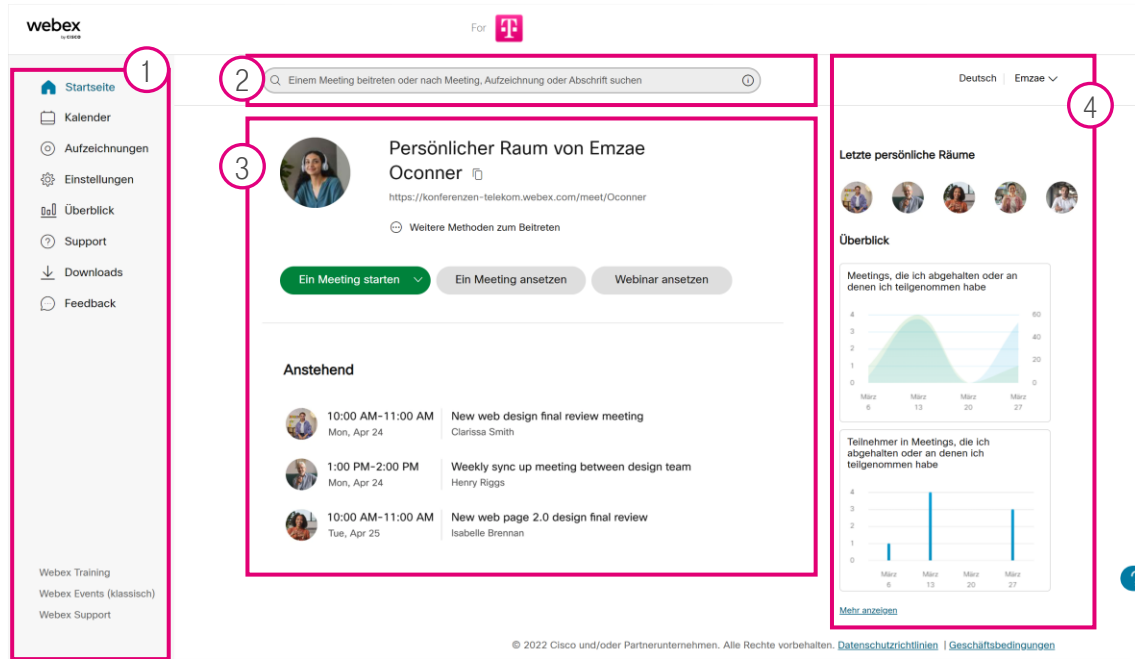 webex
by CISCO
For T
1
Startseite
Kalender
Aufzeichnungen
Einstellungen
Überblick
Support
Downloads
Feedback
Webex Training
Webex Events (klassisch)
Webex Support
2
Einem Meeting beitreten oder nach Meeting, Aufzeichnung oder Abschrift suchen
3
Persönlicher Raum von Emzae
Oconner
https://konferenzen-telekom.webex.com/meet/Oconner
Weitere Methoden zum Beitreten
Ein Meeting starten
Ein Meeting ansetzen
Webinar ansetzen
Anstehend
10:00 AM-11:00 AM
Mon, Apr 24
New web design final review meeting
Clarissa Smith
1:00 PM-2:00 PM
Mon, Apr 24
Weekly sync up meeting between design team
Henry Riggs
10:00 AM-11:00 AM
Tue, Apr 25
New web page 2.0 design final review
Isabelle Brennan
Deutsch | Emzae
4
Letzte persönliche Räume
Überblick
Meetings, die ich abgehalten oder an
denen ich teilgenommen habe
4 60
3
40
2
20
1
0 0
März März März März
6 13 20 27
Teilnehmer in Meetings, die ich
abgehalten oder an denen ich
teilgenommen habe
4
3
2
1
0
März März März März
6 13 20 27
Mehr anzeigen
© 2022 Cisco und/oder Partnerunternehmen. Alle Rechte vorbehalten. Datenschutzrichtlinien | Geschäftsbedingungen